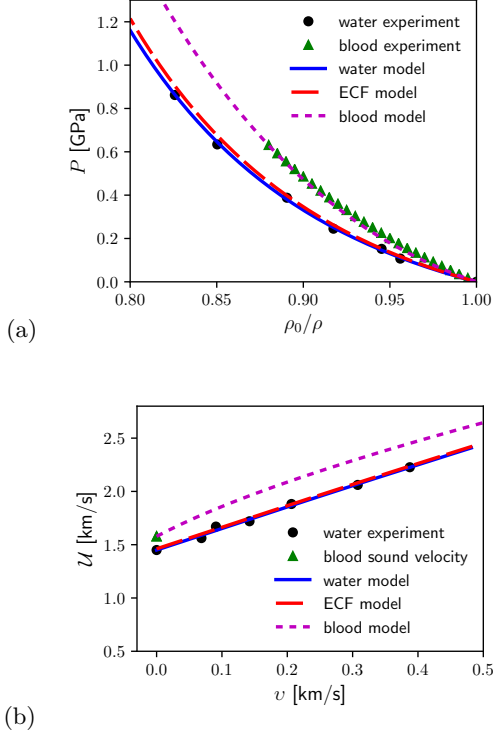 water experiment
blood experiment
water model
ECF model
blood model
P [GPa]
1.2
1.0
0.8
0.6
0.4
0.2
0.0
0.80 0.85 0.90 0.95 1.00
ρ₀/ρ
(a)
water experiment
blood sound velocity
water model
ECF model
blood model
𝒰 [km/s]
2.5
2.0
1.5
1.0
0.5
0.0 0.1 0.2 0.3 0.4 0.5
υ [km/s]
(b)